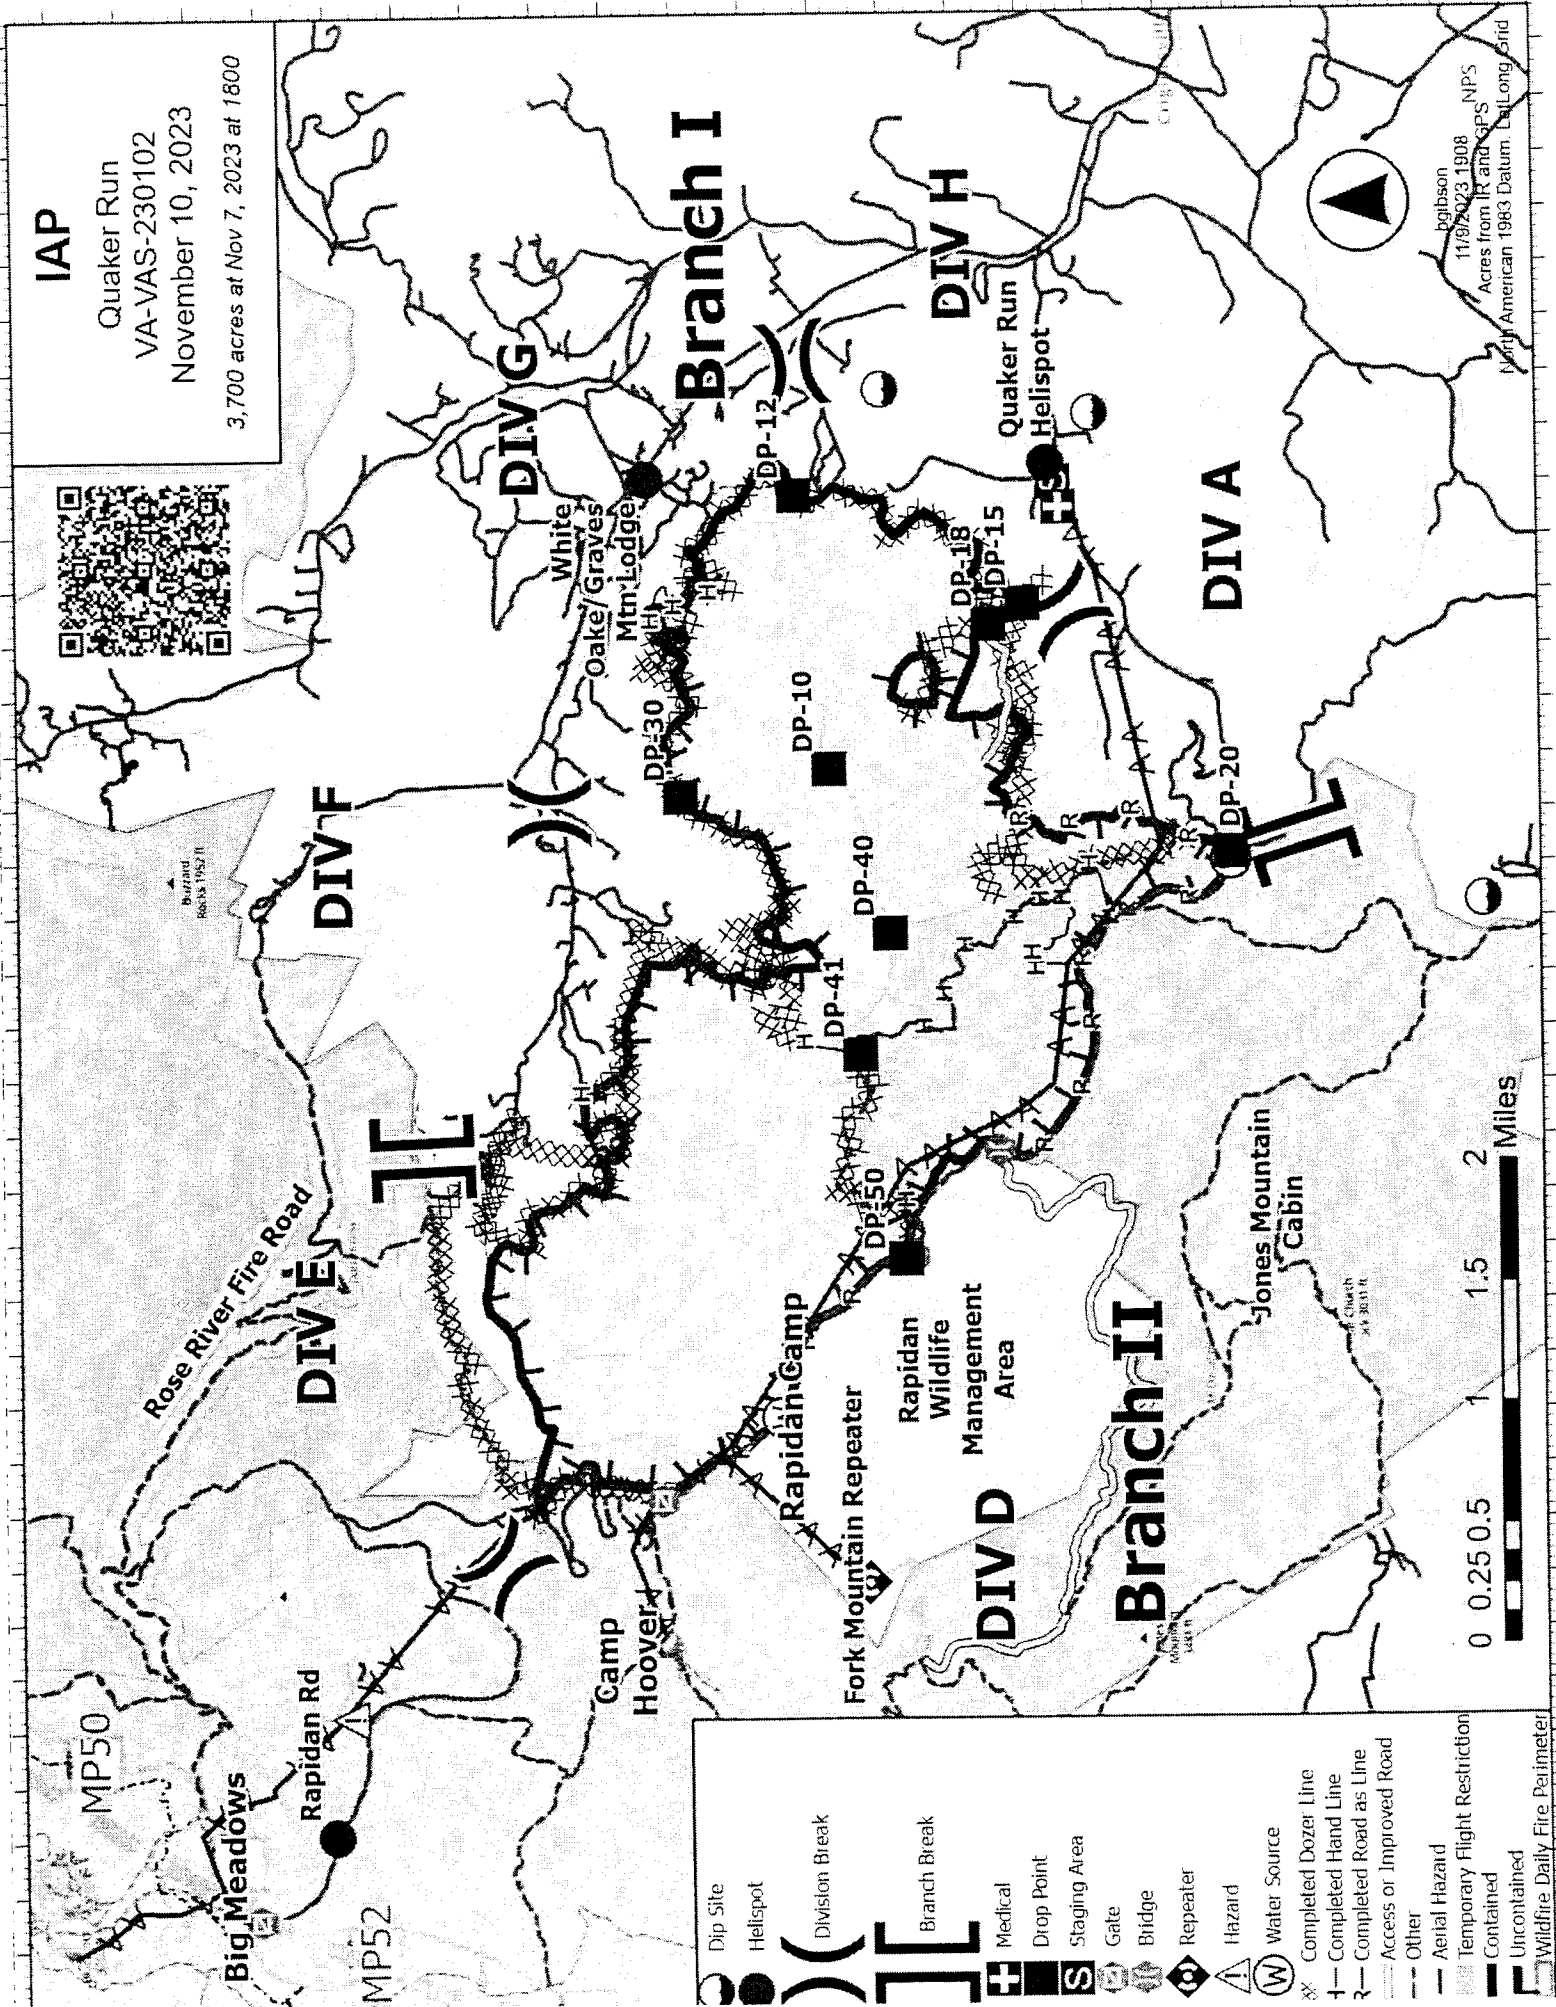 IAP
Quaker Run
VA-VAS-230102
November 10, 2023
3,700 acres at Nov 7, 2023 at 1800
Branch I
DIV G
DIV H
DIV A
DIV F
DIV E
DIV D
Branch II
White
Oake/Graves
Mtn Lodge
DP-12
Quaker Run
Helispot
DP-18
DP-15
DP-30
DP-10
DP-40
DP-41
DP-20
DP-50
Buzzard
Rocks 1952 ft
Rose River Fire Road
Rapidan Camp
Rapidan
Wildlife
Management
Area
Fork Mountain Repeater
Jones Mountain
Cabin
Camp
Hoover
Rapidan Rd
Big Meadows
MP50
MP52
0 0.25 0.5 1 1.5 2
Miles
bgibson
11/9/2023 1908
Acres from IR and GPS NPS
North American 1983 Datum. LatLong Grid
Dip Site
Helispot
Division Break
Branch Break
Medical
Drop Point
Staging Area
Gate
Bridge
Repeater
Hazard
Water Source
Completed Dozer Line
Completed Hand Line
Completed Road as Line
Access or Improved Road
Other
Aerial Hazard
Temporary Flight Restriction
Contained
Uncontained
Wildfire Daily Fire Perimeter